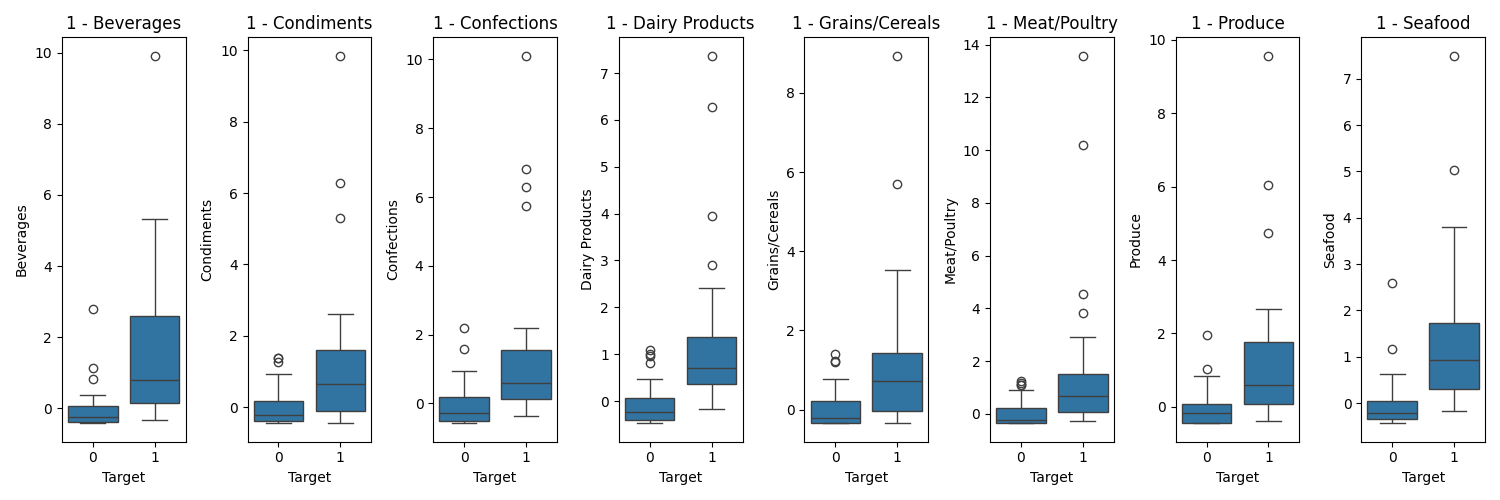 1 - Beverages
10
8
6
4
2
0
Beverages
0 1
Target
1 - Condiments
10
8
6
4
2
0
Condiments
0 1
Target
1 - Confections
10
8
6
4
2
0
Confections
0 1
Target
1 - Dairy Products
7
6
5
4
3
2
1
0
Dairy Products
0 1
Target
1 - Grains/Cereals
8
6
4
2
0
Grains/Cereals
0 1
Target
1 - Meat/Poultry
14
12
10
8
6
4
2
0
Meat/Poultry
0 1
Target
1 - Produce
10
8
6
4
2
0
Produce
0 1
Target
1 - Seafood
7
6
5
4
3
2
1
0
Seafood
0 1
Target